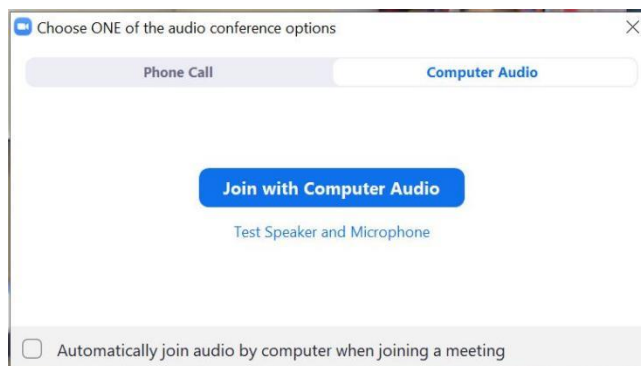 Choose ONE of the audio conference options
Phone Call
Computer Audio
Join with Computer Audio
Test Speaker and Microphone
Automatically join audio by computer when joining a meeting